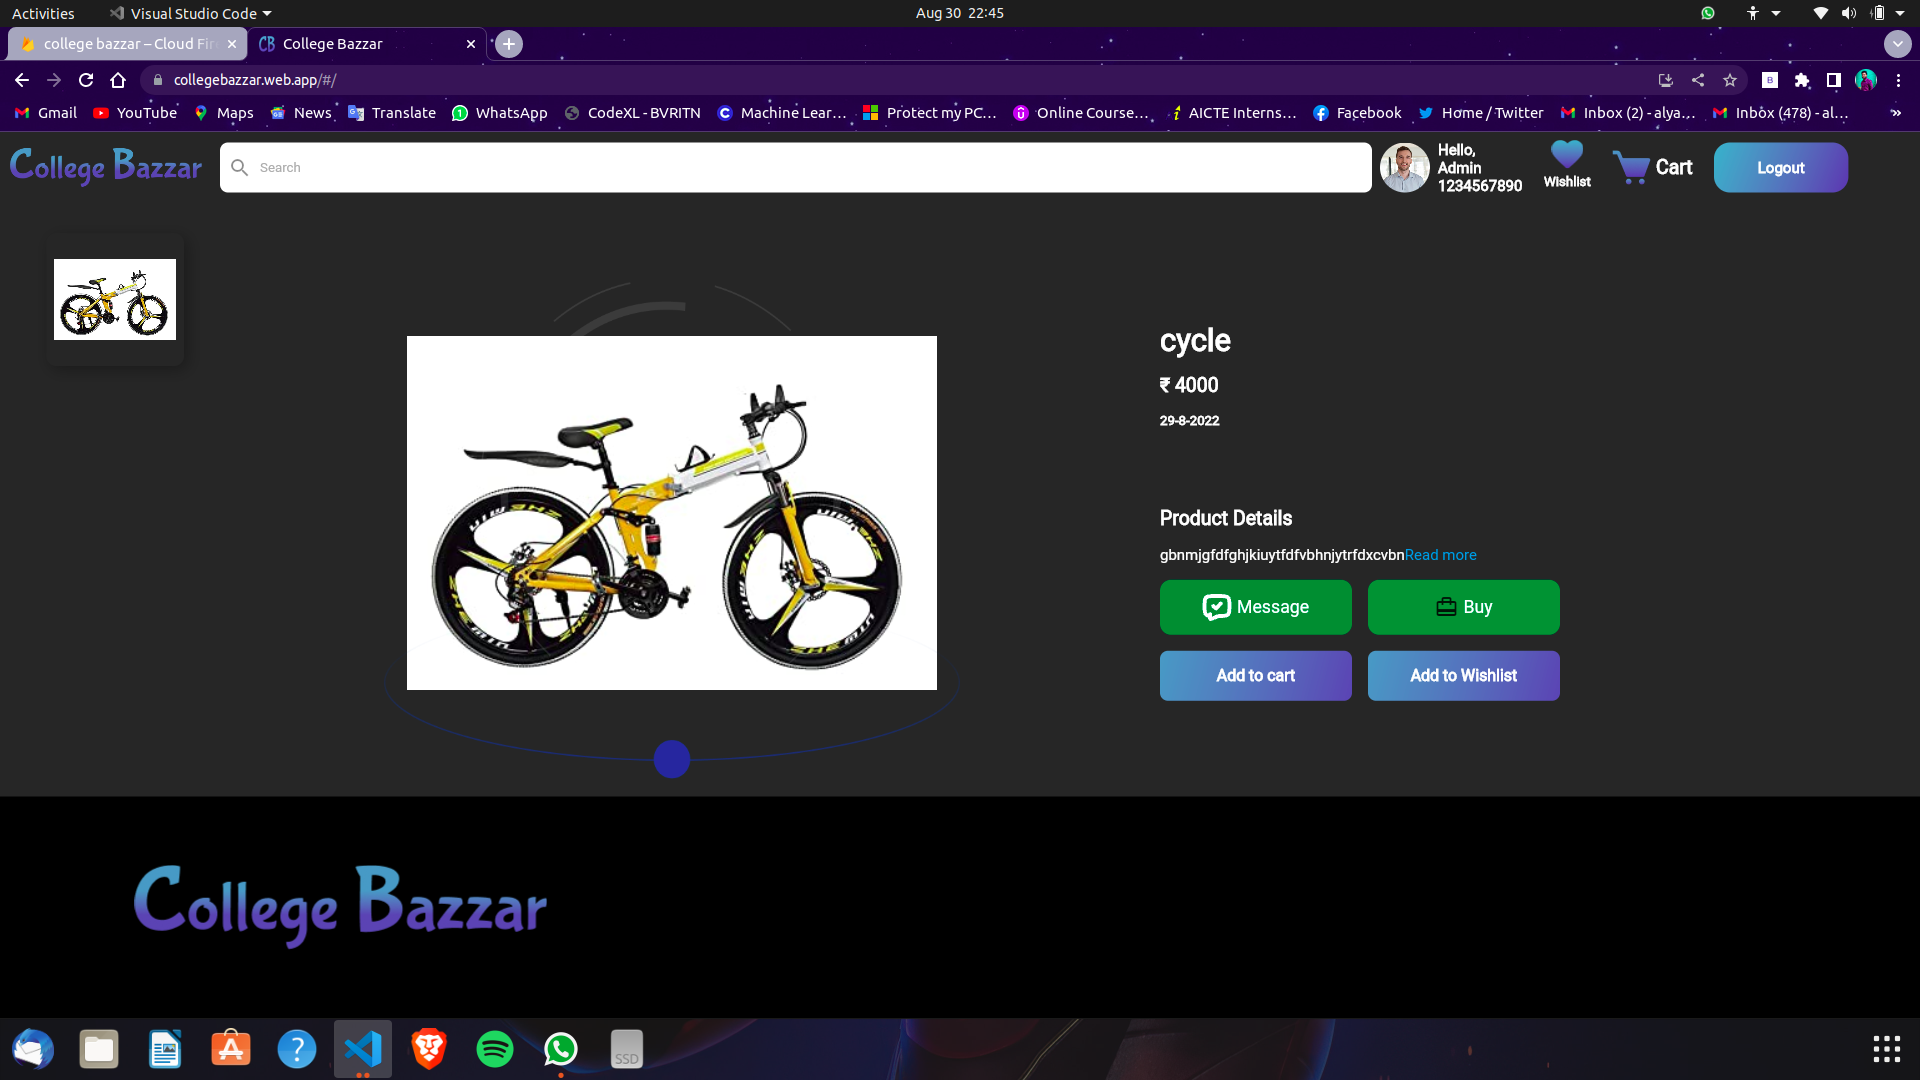 Activities
Visual Studio Code
Aug 30 22:45
college bazzar – Cloud Fire
College Bazzar
collegebazzar.web.app/#/
Gmail
YouTube
Maps
News
Translate
WhatsApp
CodeXL - BVRITN
Machine Lear...
Protect my PC...
Online Course...
AICTE Interns...
Facebook
Home / Twitter
Inbox (2) - alya...
Inbox (478) - al...
College Bazzar
Search
Hello,
Admin
1234567890
Wishlist
Cart
Logout
cycle
₹ 4000
29-8-2022
Product Details
gbnmjgfdfghjkiuytfdfvbhnjytrfdxcvbnRead more
Message
Buy
Add to cart
Add to Wishlist
College Bazzar
SSD